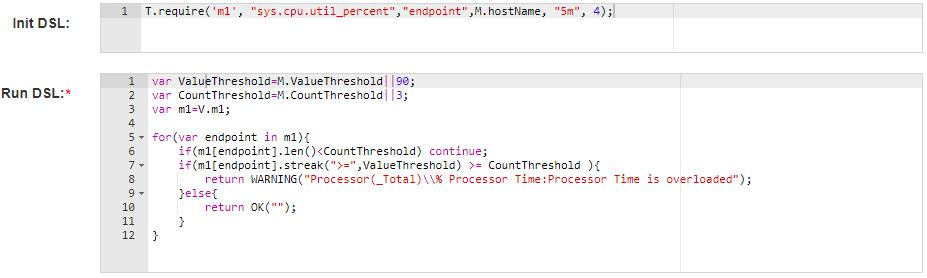 Init DSL:
1 T.require('m1', "sys.cpu.util_percent","endpoint",M.hostName, "5m", 4);
Run DSL:*
1 var ValueThreshold=M.ValueThreshold||90;
2 var CountThreshold=M.CountThreshold||3;
3 var m1=V.m1;
4
5 for(var endpoint in m1){
6 if(m1[endpoint].len()<CountThreshold) continue;
7 if(m1[endpoint].streak(">=",ValueThreshold) >= CountThreshold ){
8 return WARNING("Processor(_Total)\\% Processor Time:Processor Time is overloaded");
9 }else{
10 return OK("");
11 }
12 }